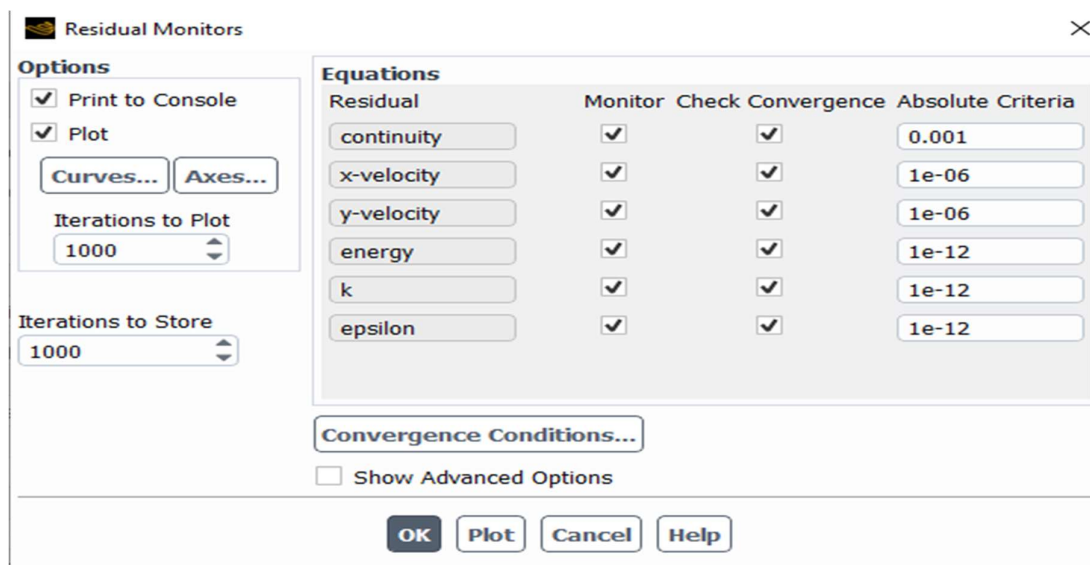 Residual Monitors
Options
Print to Console
Plot
Curves... Axes...
Iterations to Plot
1000
Iterations to Store
1000
Equations
Residual Monitor Check Convergence Absolute Criteria
continuity 0.001
x-velocity 1e-06
y-velocity 1e-06
energy 1e-12
k 1e-12
epsilon 1e-12
Convergence Conditions...
Show Advanced Options
OK Plot Cancel Help